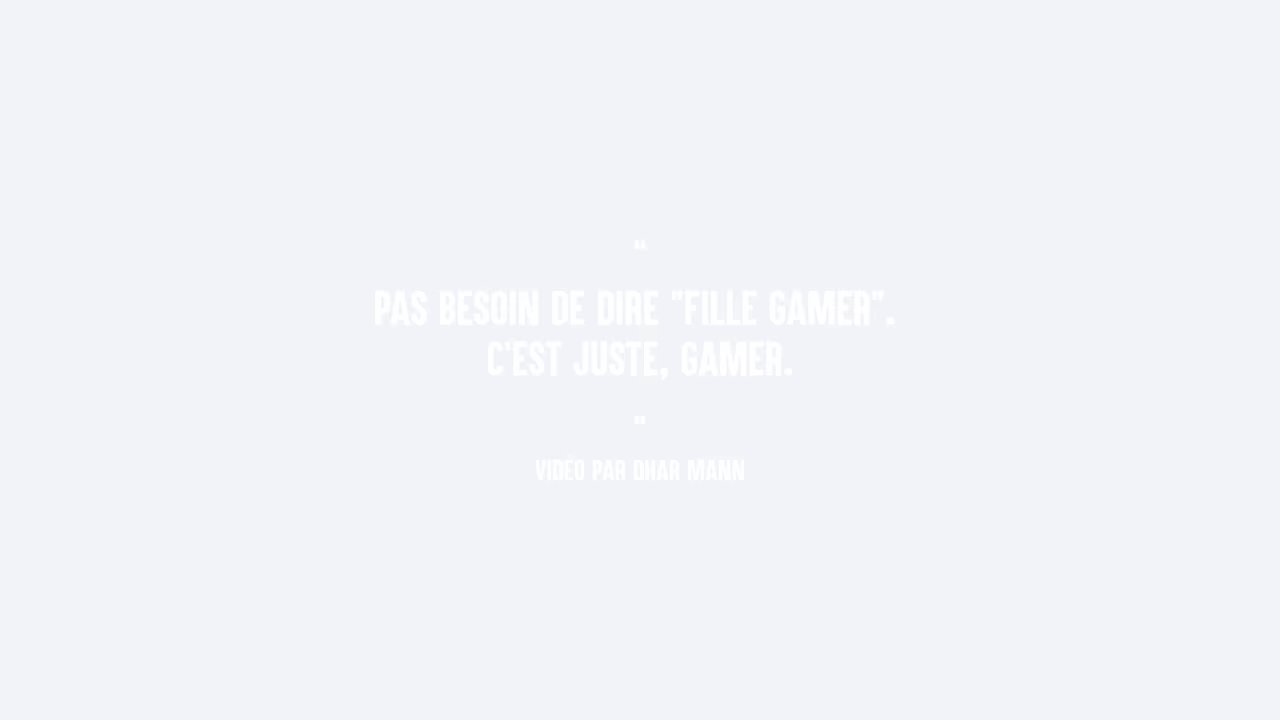 “
PAS BESOIN DE DIRE "FILLE GAMER".
C'EST JUSTE, GAMER.
"
VIDÉO PAR DHAR MANN